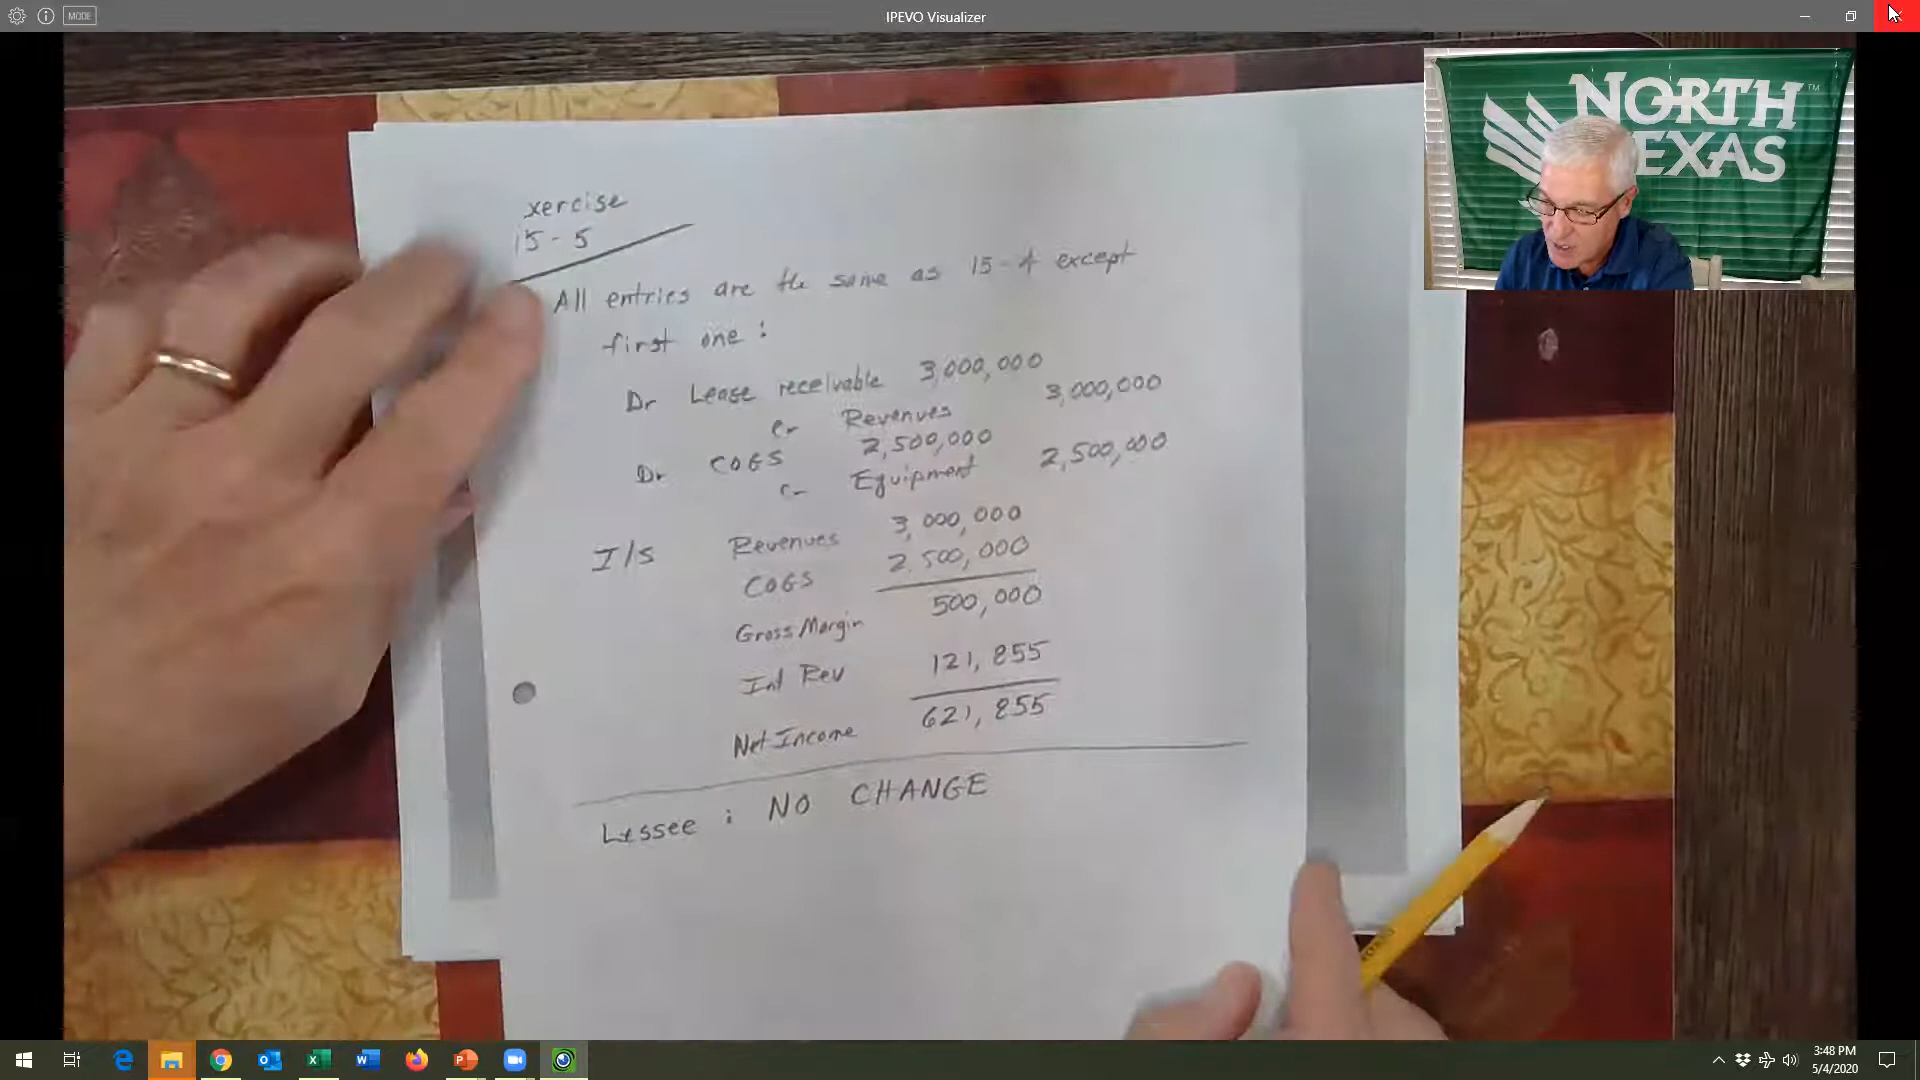 MODE
IPEVO Visualizer
NORTH
TEXAS
TM
xercise
15-5
All entries are the same as 15-4 except
first one:
Dr Lease receivable 3,000,000
Cr Revenues 3,000,000
Dr COGS 2,500,000
Cr Equipment 2,500,000
I/S Revenues 3,000,000
COGS 2,500,000
Gross Margin 500,000
Int Rev 121,855
Net Income 621,855
Lessee: NO CHANGE
3:48 PM
5/4/2020